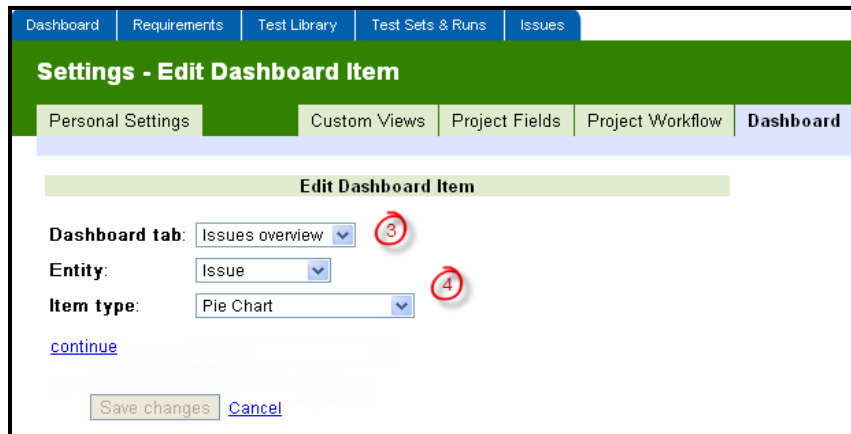 Dashboard Requirements Test Library Test Sets & Runs Issues
Settings - Edit Dashboard Item
Personal Settings Custom Views Project Fields Project Workflow Dashboard
Edit Dashboard Item
Dashboard tab: Issues overview 3
Entity: Issue
4
Item type: Pie Chart
continue
Save changes Cancel